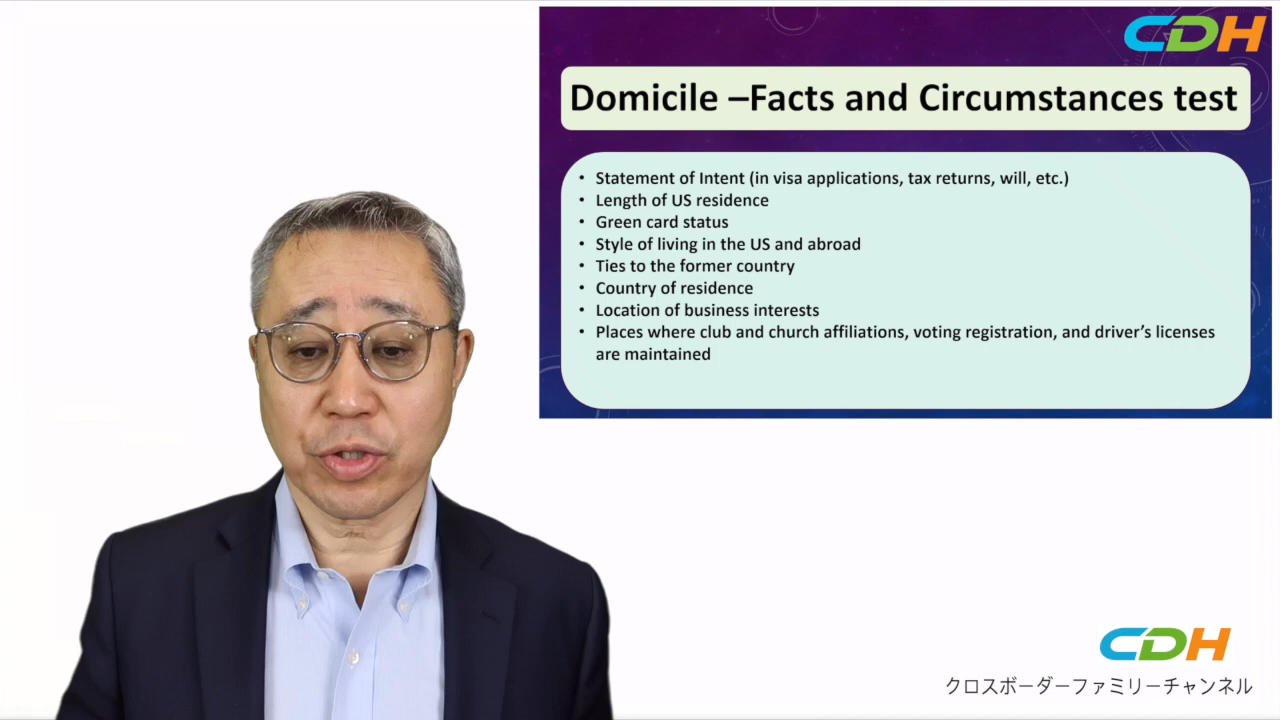 CDH
Domicile –Facts and Circumstances test
• Statement of Intent (in visa applications, tax returns, will, etc.)
• Length of US residence
• Green card status
• Style of living in the US and abroad
• Ties to the former country
• Country of residence
• Location of business interests
• Places where club and church affiliations, voting registration, and driver's licenses
are maintained
CDH
クロスボーダーファミリーチャンネル